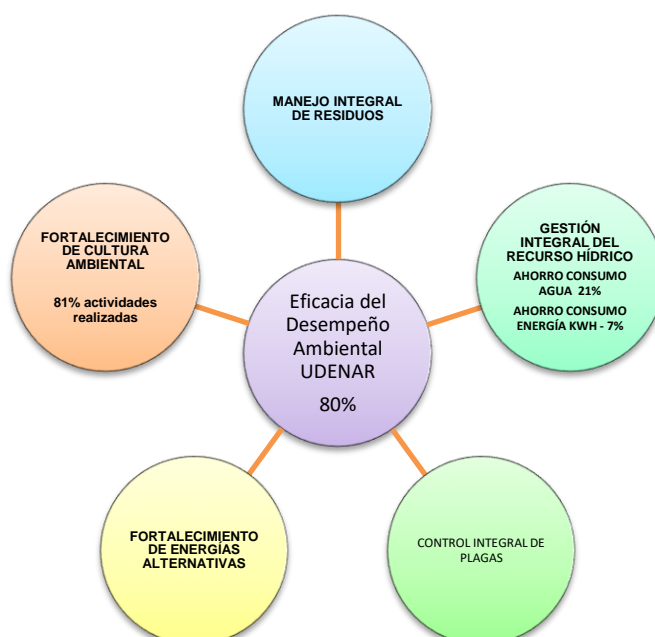 MANEJO INTEGRAL
DE RESIDUOS
FORTALECIMIENTO
DE CULTURA
AMBIENTAL
81% actividades
realizadas
GESTIÓN
INTEGRAL DEL
RECURSO HÍDRICO
AHORRO CONSUMO
AGUA 21%
AHORRO CONSUMO
ENERGÍA KWH - 7%
Eficacia del
Desempeño
Ambiental
UDENAR
80%
FORTALECIMIENTO
DE ENERGÍAS
ALTERNATIVAS
CONTROL INTEGRAL DE
PLAGAS